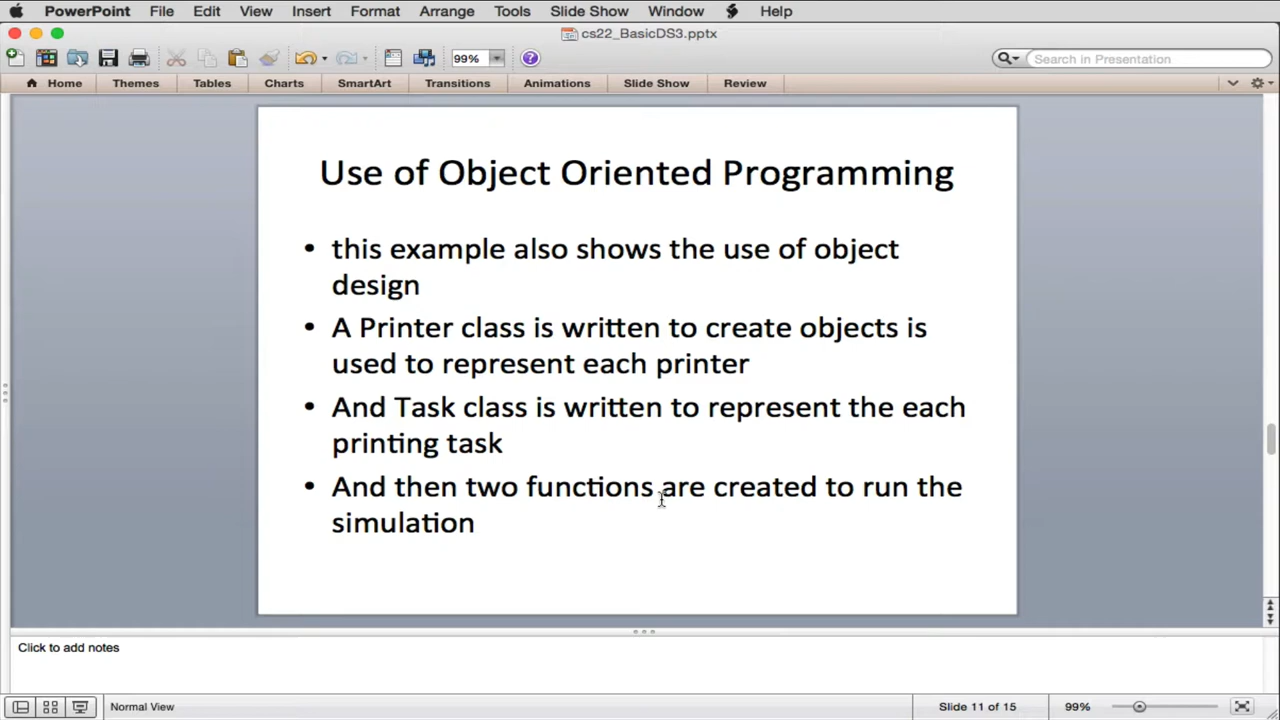 PowerPoint File Edit View Insert Format Arrange Tools Slide Show Window Help
cs22_BasicDS3.pptx
99% Search in Presentation
Home Themes Tables Charts SmartArt Transitions Animations Slide Show Review
Use of Object Oriented Programming
• this example also shows the use of object
design
• A Printer class is written to create objects is
used to represent each printer
• And Task class is written to represent the each
printing task
• And then two functions are created to run the
simulation
Click to add notes
Normal View Slide 11 of 15 99%